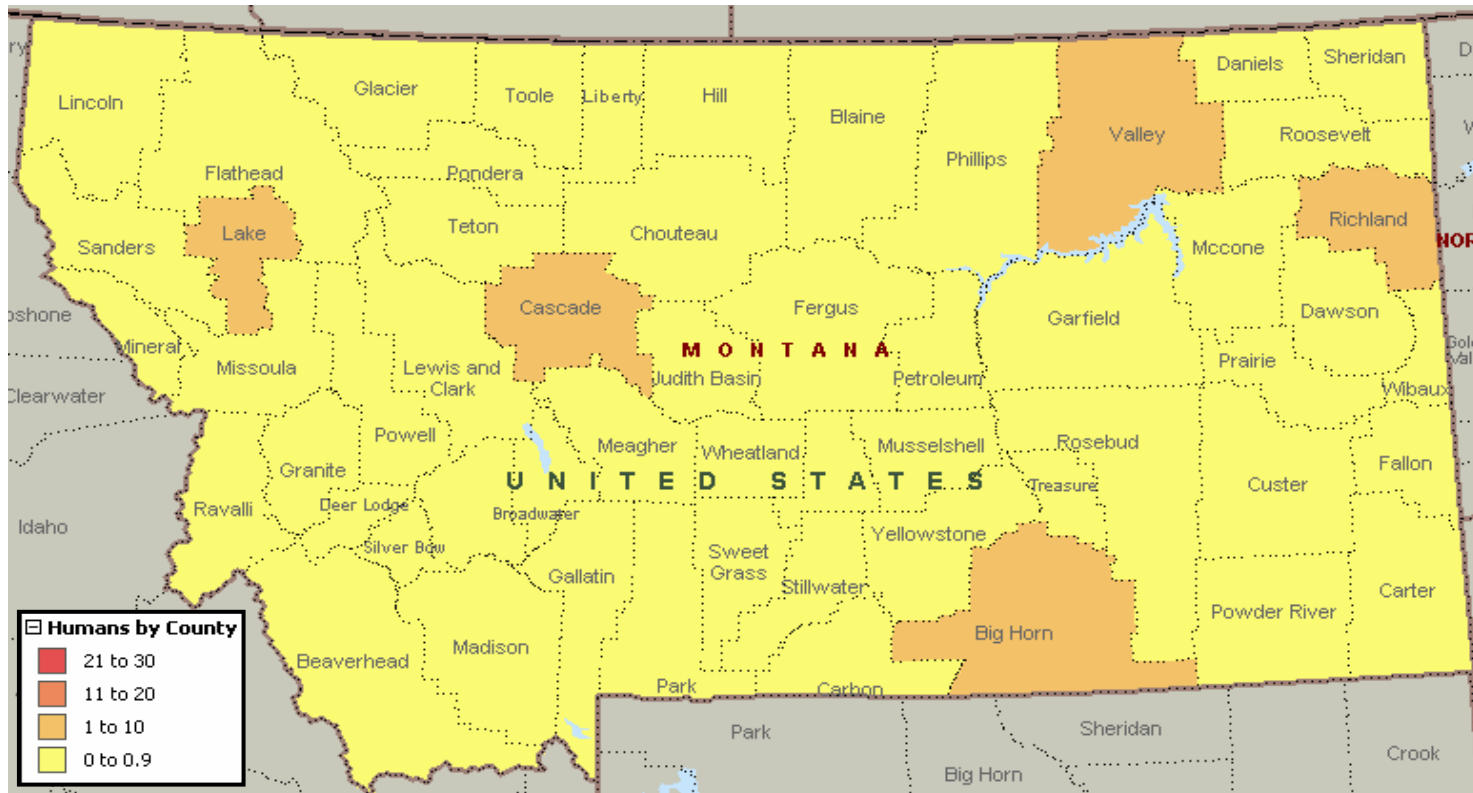 Lincoln
Glacier
Toole
Liberty
Hill
Blaine
Phillips
Valley
Daniels
Sheridan
Roosevelt
Flathead
Pondera
Lake
Sanders
Teton
Chouteau
Mccone
Richland
NOR
Cascade
Fergus
Garfield
Dawson
oshone
Mineral
Missoula
MONTANA
Lewis and
Clark
Judith Basin
Petroleum
Prairie
Wibaux
Clearwater
Powell
Meagher
Wheatland
Musselshell
Rosebud
Granite
UNITED STATES
Treasure
Custer
Fallon
Ravalli
Deer Lodge
Broadwater
Idaho
Silver Bow
Yellowstone
Gallatin
Sweet
Grass
Stillwater
Carter
Powder River
Big Horn
Madison
Beaverhead
Park
Carbon
Park
Sheridan
Crook
Big Horn
Humans by County
21 to 30
11 to 20
1 to 10
0 to 0.9